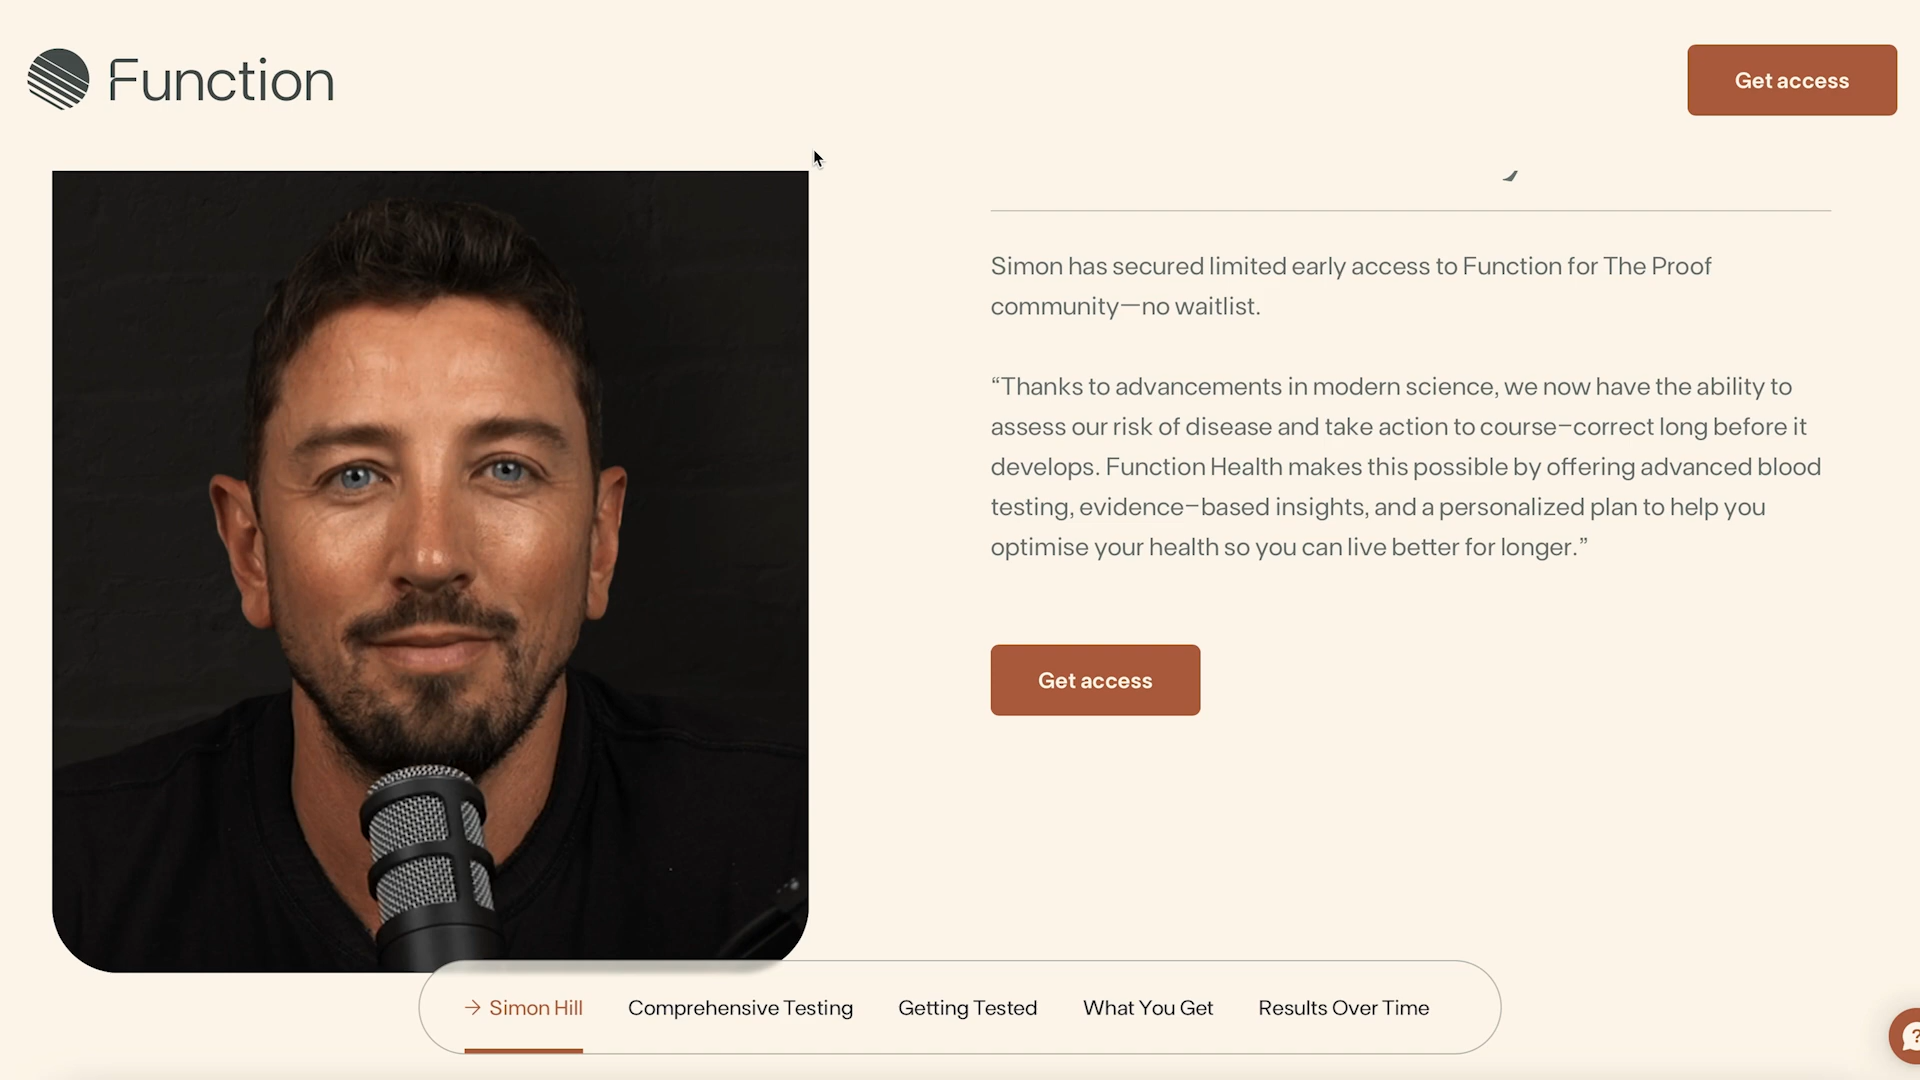 Function
Get access
Simon has secured limited early access to Function for The Proof
community—no waitlist.
“Thanks to advancements in modern science, we now have the ability to
assess our risk of disease and take action to course–correct long before it
develops. Function Health makes this possible by offering advanced blood
testing, evidence–based insights, and a personalized plan to help you
optimise your health so you can live better for longer.”
Get access
→ Simon Hill
Comprehensive Testing
Getting Tested
What You Get
Results Over Time
?